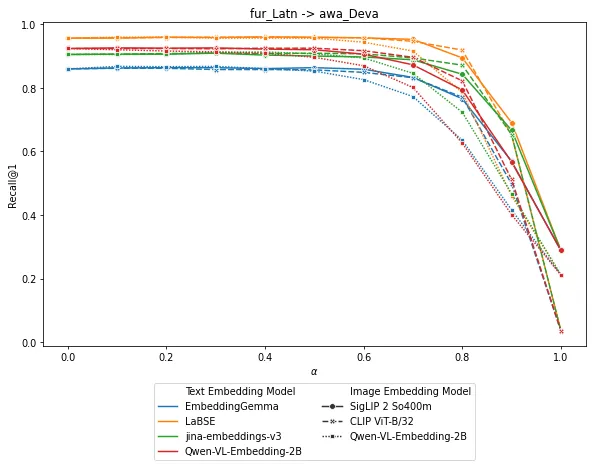 fur_Latn -> awa_Deva
1.0
0.8
0.6
0.4
0.2
0.0
Recall@1
0.0 0.2 0.4 0.6 0.8 1.0
α
Text Embedding Model Image Embedding Model
EmbeddingGemma SigLIP 2 So400m
LaBSE CLIP ViT-B/32
jina-embeddings-v3 Qwen-VL-Embedding-2B
Qwen-VL-Embedding-2B